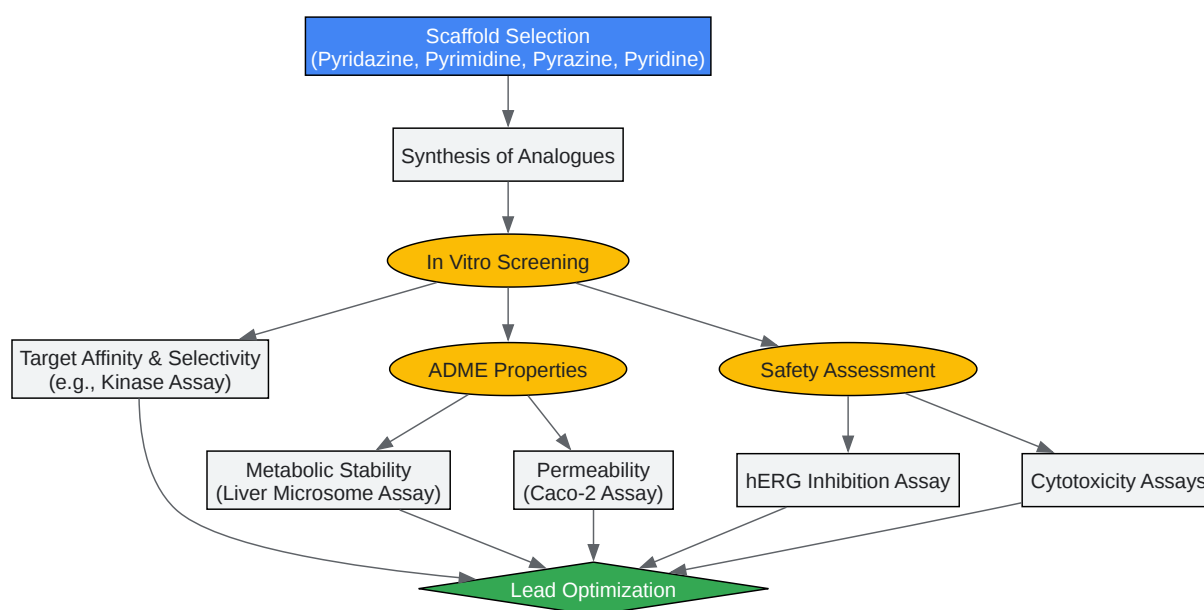 Scaffold Selection
(Pyridazine, Pyrimidine, Pyrazine, Pyridine)
Synthesis of Analogues
In Vitro Screening
Target Affinity & Selectivity
(e.g., Kinase Assay)
ADME Properties
Safety Assessment
Metabolic Stability
(Liver Microsome Assay)
Permeability
(Caco-2 Assay)
hERG Inhibition Assay
Cytotoxicity Assays
Lead Optimization